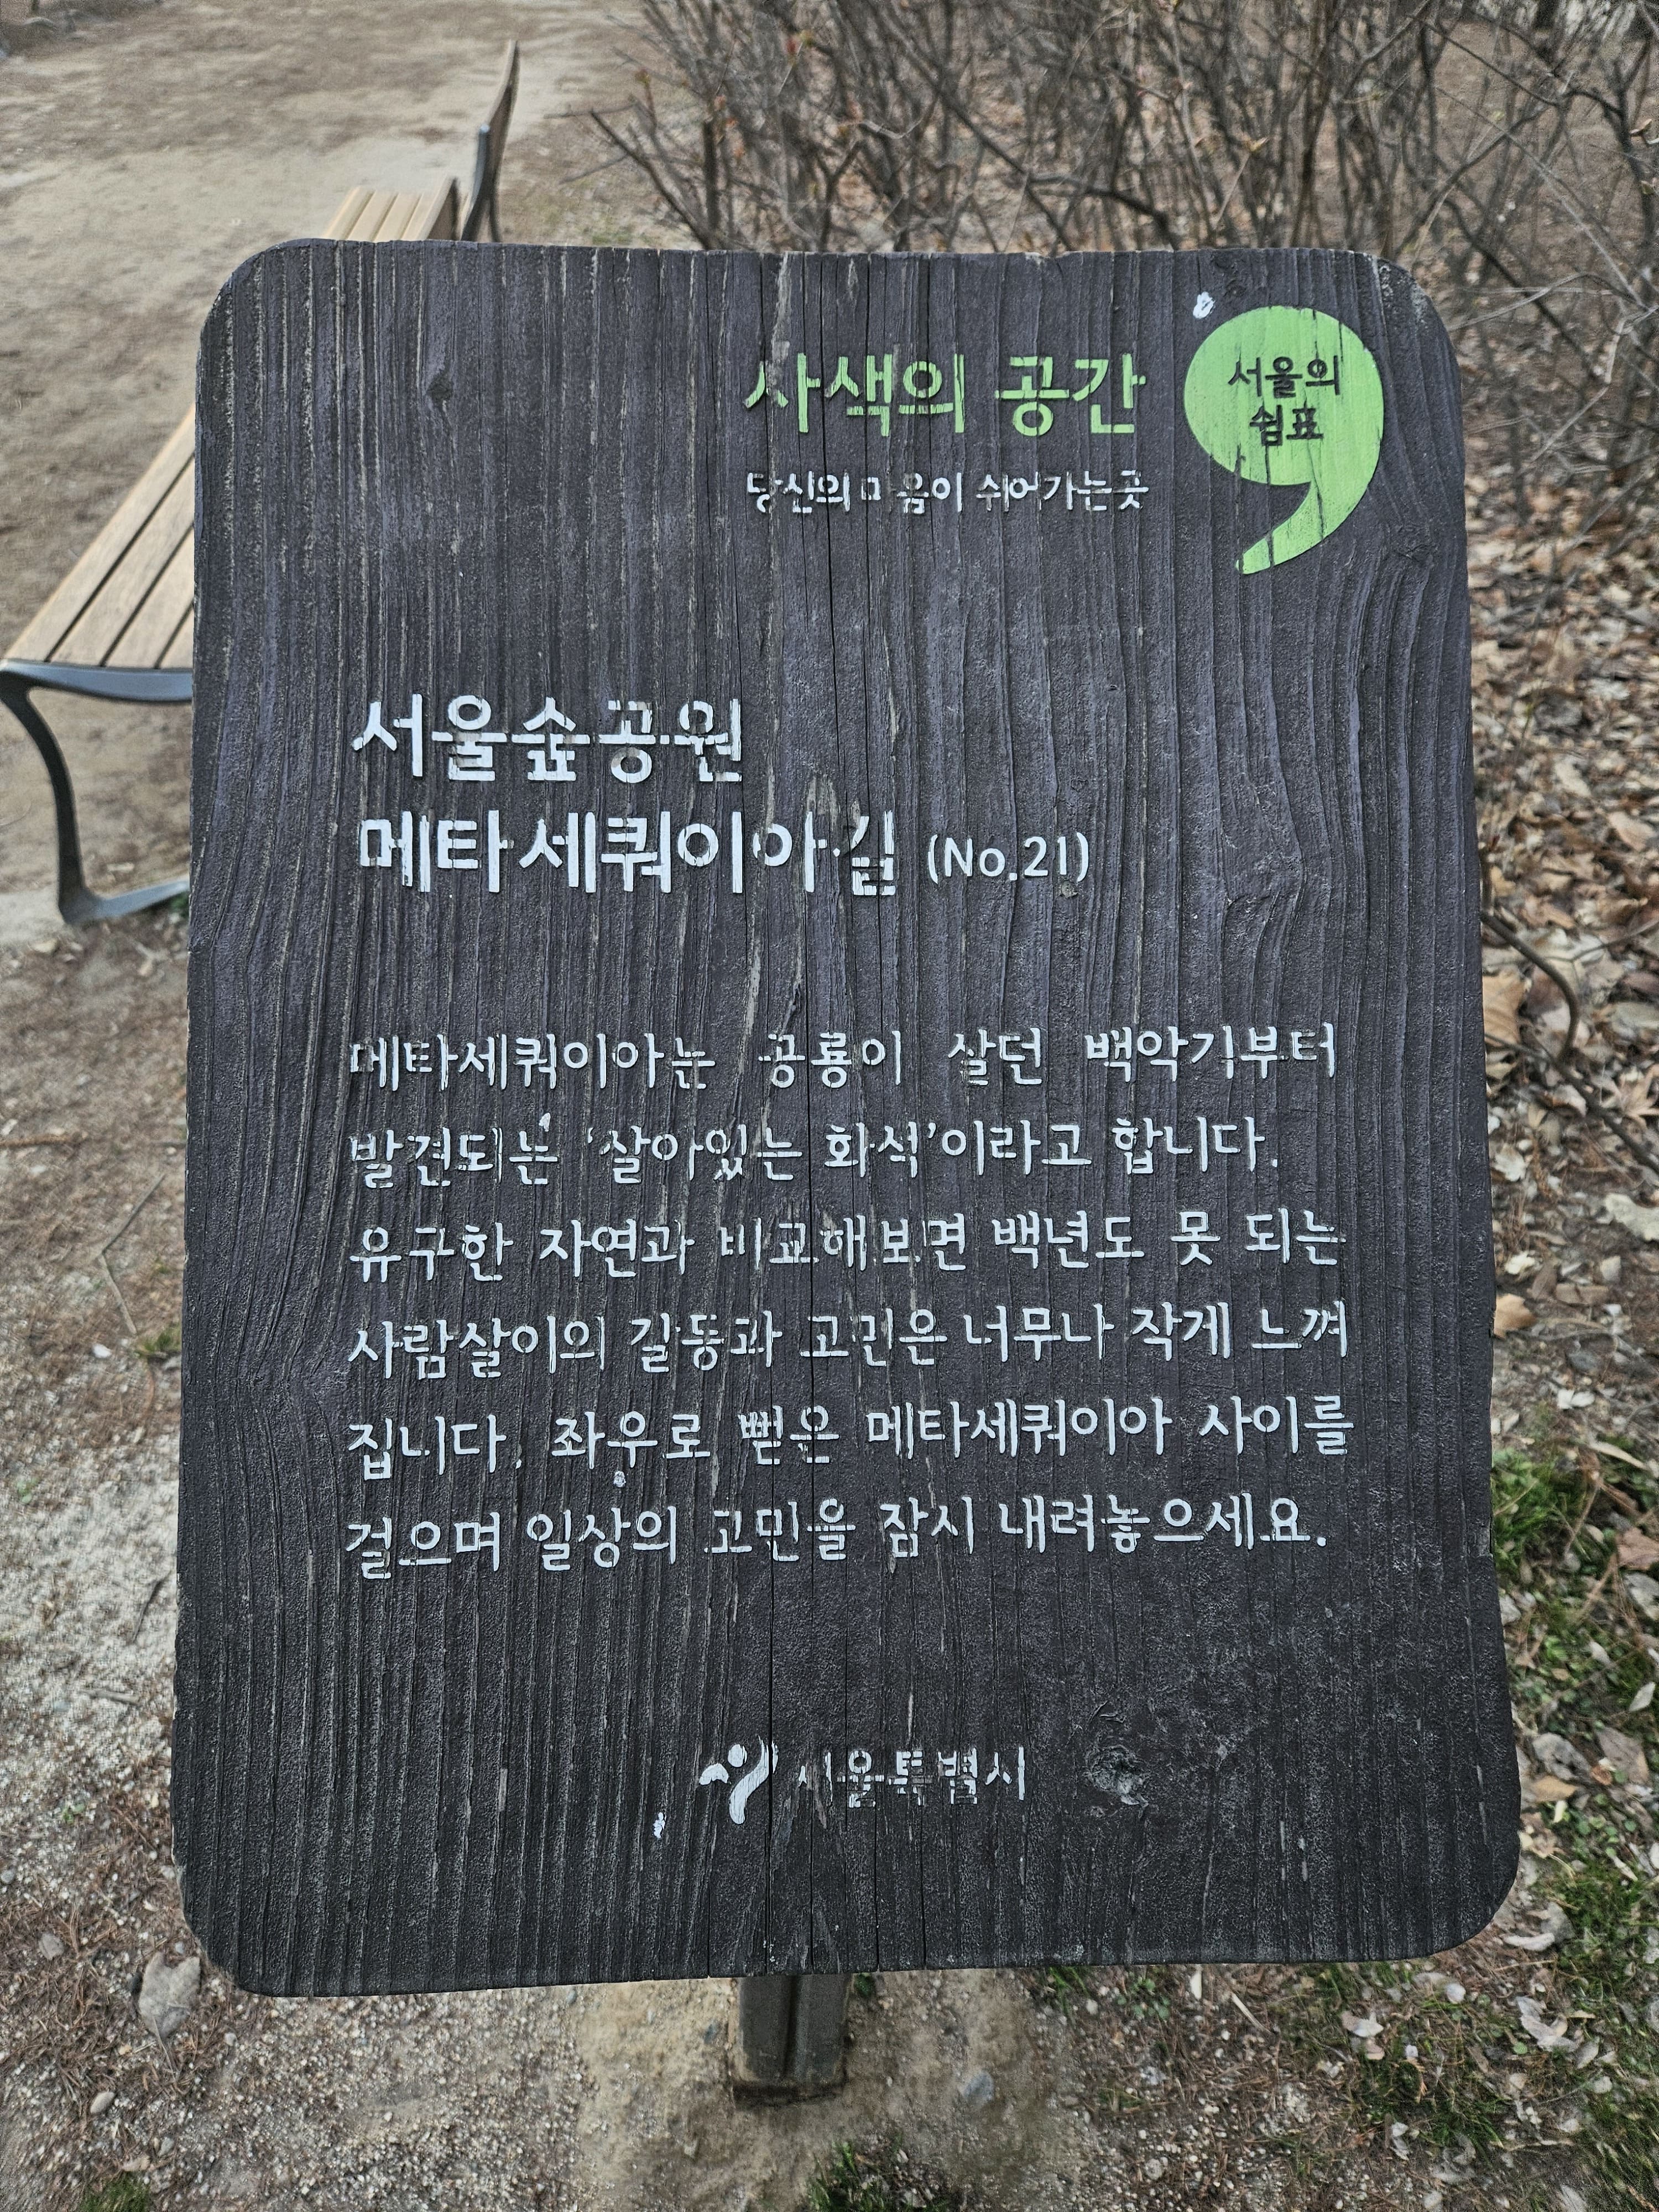 사색의 공간
당신의 마음이 쉬어가는곳
서울의
쉼표
서울숲공원
메타세쿼이아길 (No.21)
메타세쿼이아는 공룡이 살던 백악기부터
발견되는 '살아있는 화석'이라고 합니다.
유구한 자연과 비교해보면 백년도 못 되는
사람살이의 갈등과 고민은 너무나 작게 느껴
집니다. 좌우로 뻗은 메타세쿼이아 사이를
걸으며 일상의 고민을 잠시 내려놓으세요.
서울특별시